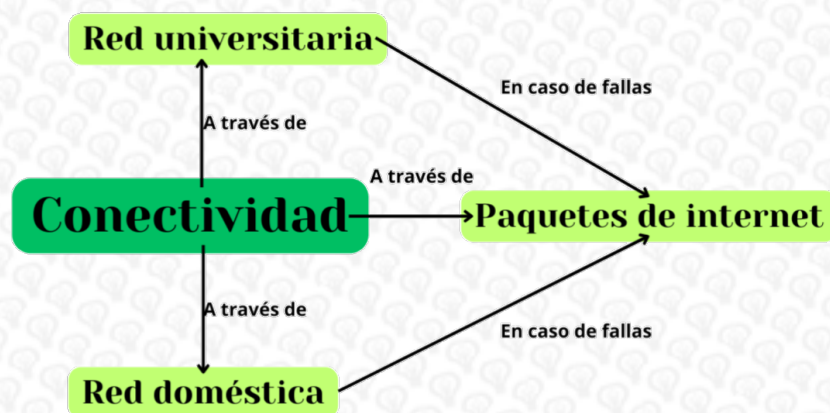 Red universitaria
En caso de fallas
A través de
A través de
Conectividad
Paquetes de internet
A través de
En caso de fallas
Red doméstica